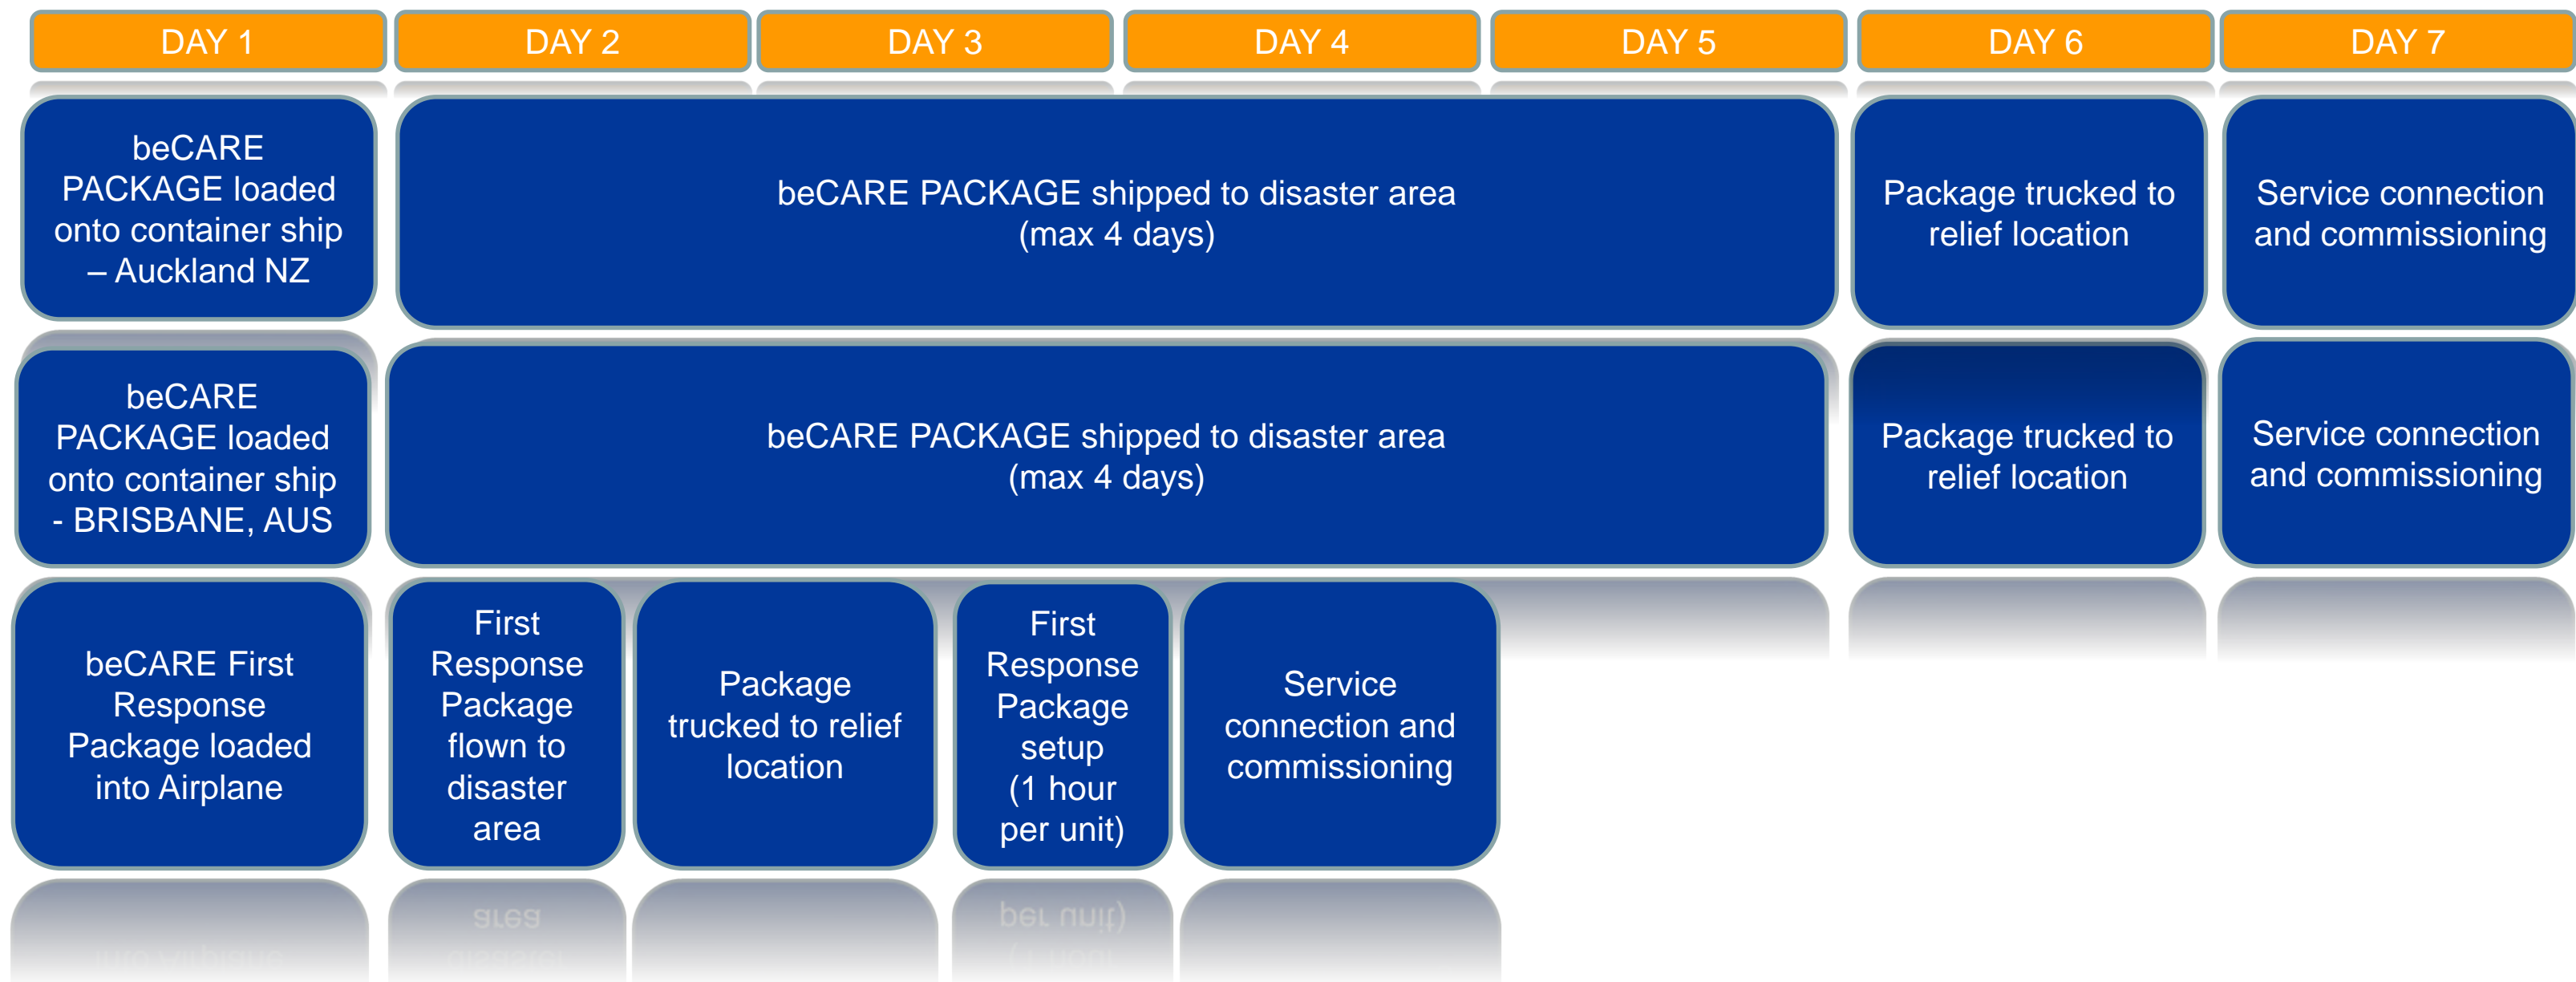 DAY 1
DAY 2
DAY 3
DAY 4
DAY 5
DAY 6
DAY 7
beCARE
PACKAGE loaded
onto container ship
– Auckland NZ
beCARE PACKAGE shipped to disaster area
(max 4 days)
Package trucked to
relief location
Service connection
and commissioning
beCARE
PACKAGE loaded
onto container ship
- BRISBANE, AUS
beCARE PACKAGE shipped to disaster area
(max 4 days)
Package trucked to
relief location
Service connection
and commissioning
beCARE First
Response
Package loaded
into Airplane
First
Response
Package
flown to
disaster
area
Package
trucked to relief
location
First
Response
Package
setup
(1 hour
per unit)
Service
connection and
commissioning